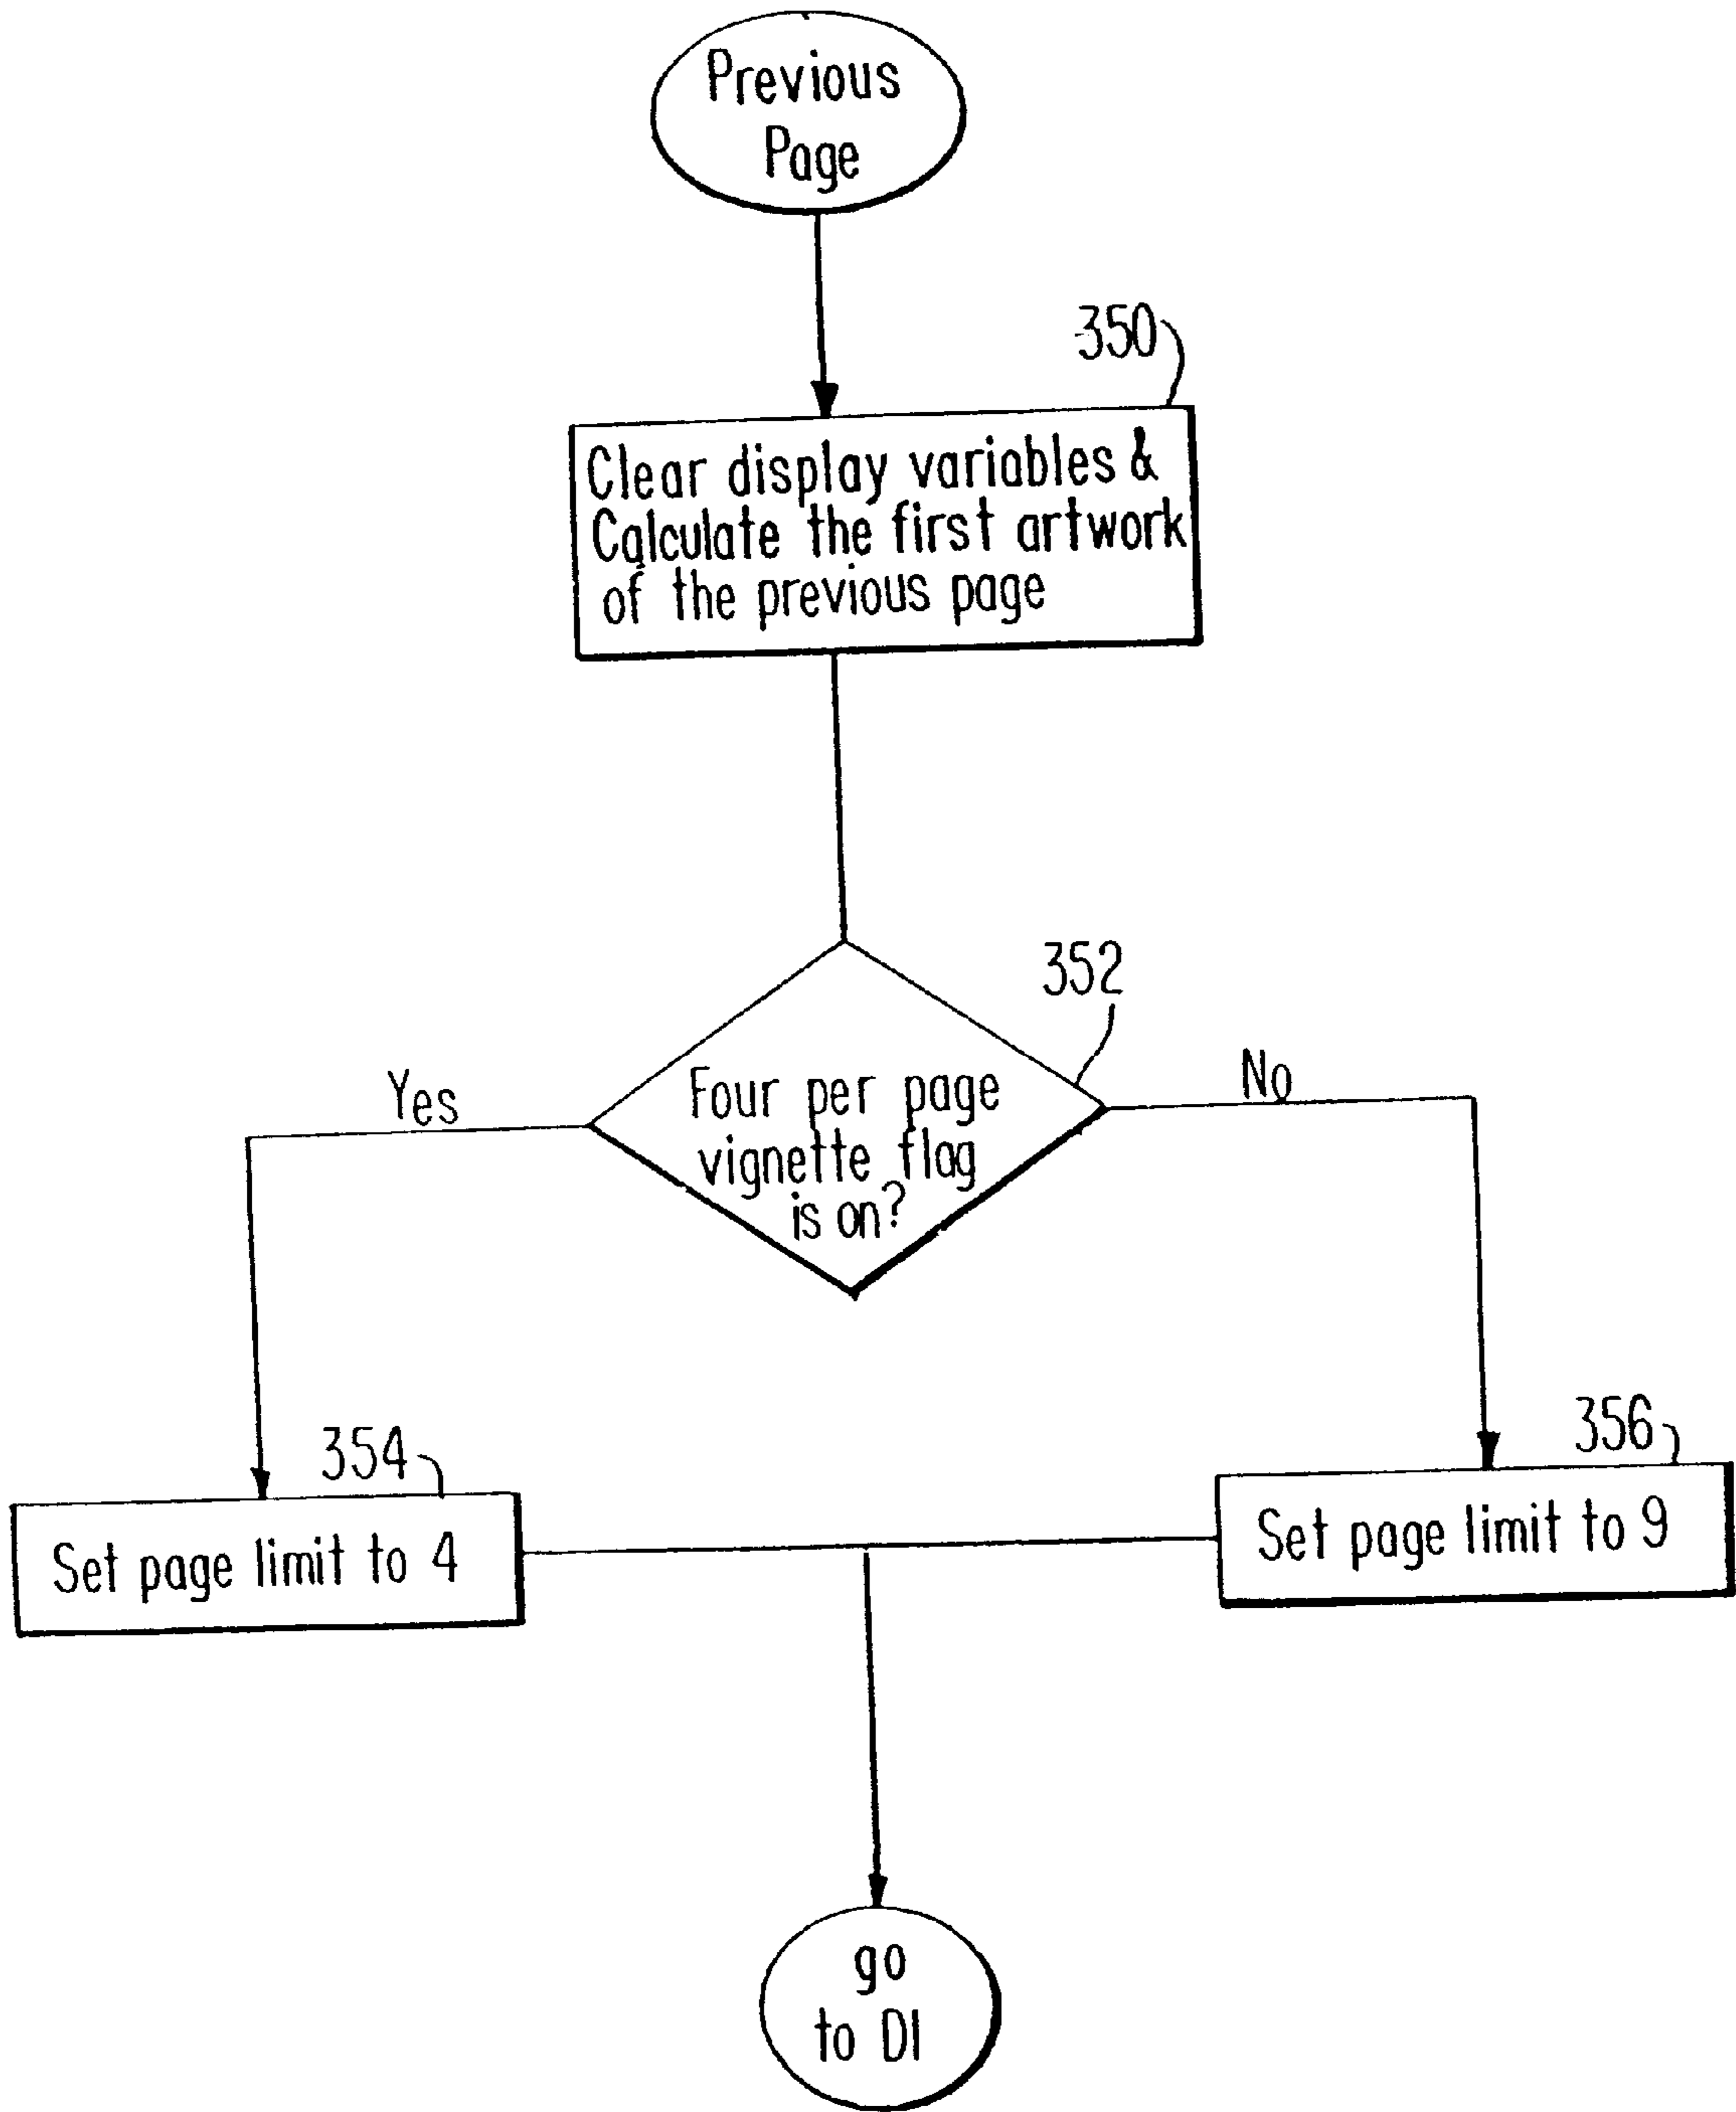 Previous
Page
350
Clear display variables &
Calculate the first artwork
of the previous page
352
Yes
No
Four per page
vignette flag
is on?
354
356
Set page limit to 4
Set page limit to 9
go
to D1